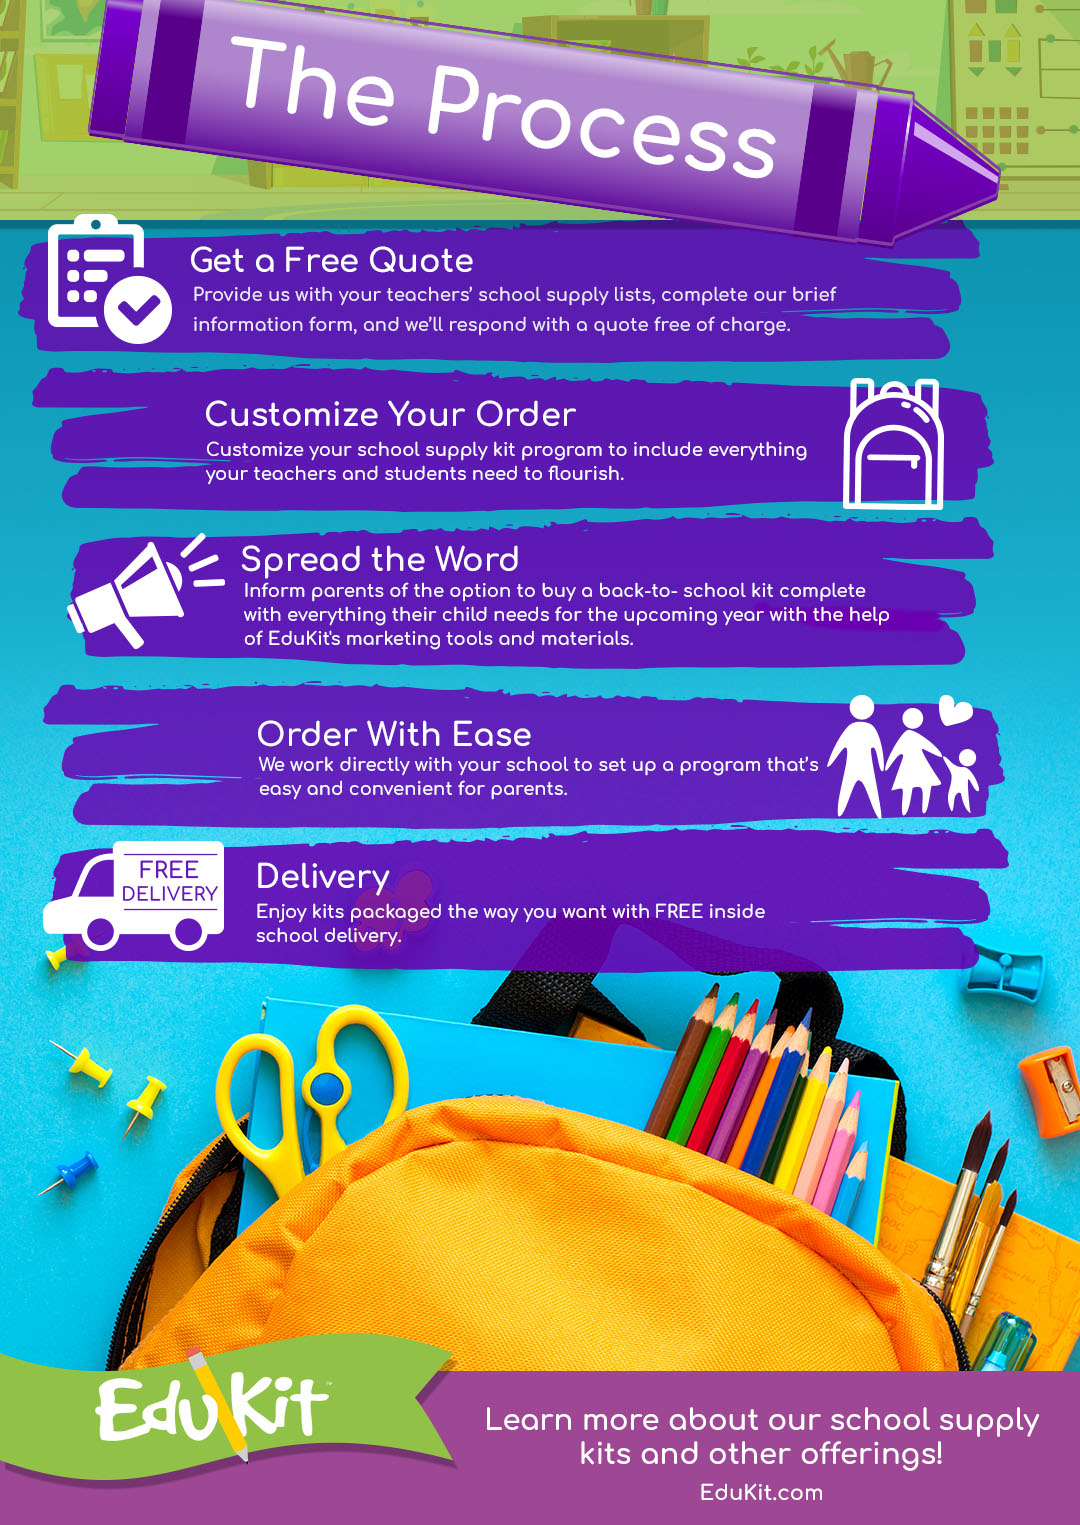 The Process
Get a Free Quote
Provide us with your teachers' school supply lists, complete our brief
information form, and we'll respond with a quote free of charge.
Customize Your Order
Customize your school supply kit program to include everything
your teachers and students need to flourish.
Spread the Word
Inform parents of the option to buy a back-to- school kit complete
with everything their child needs for the upcoming year with the help
of EduKit's marketing tools and materials.
Order With Ease
We work directly with your school to set up a program that's
easy and convenient for parents.
FREE
DELIVERY
Delivery
Enjoy kits packaged the way you want with FREE inside
school delivery.
EduKit
Learn more about our school supply
kits and other offerings!
EduKit.com